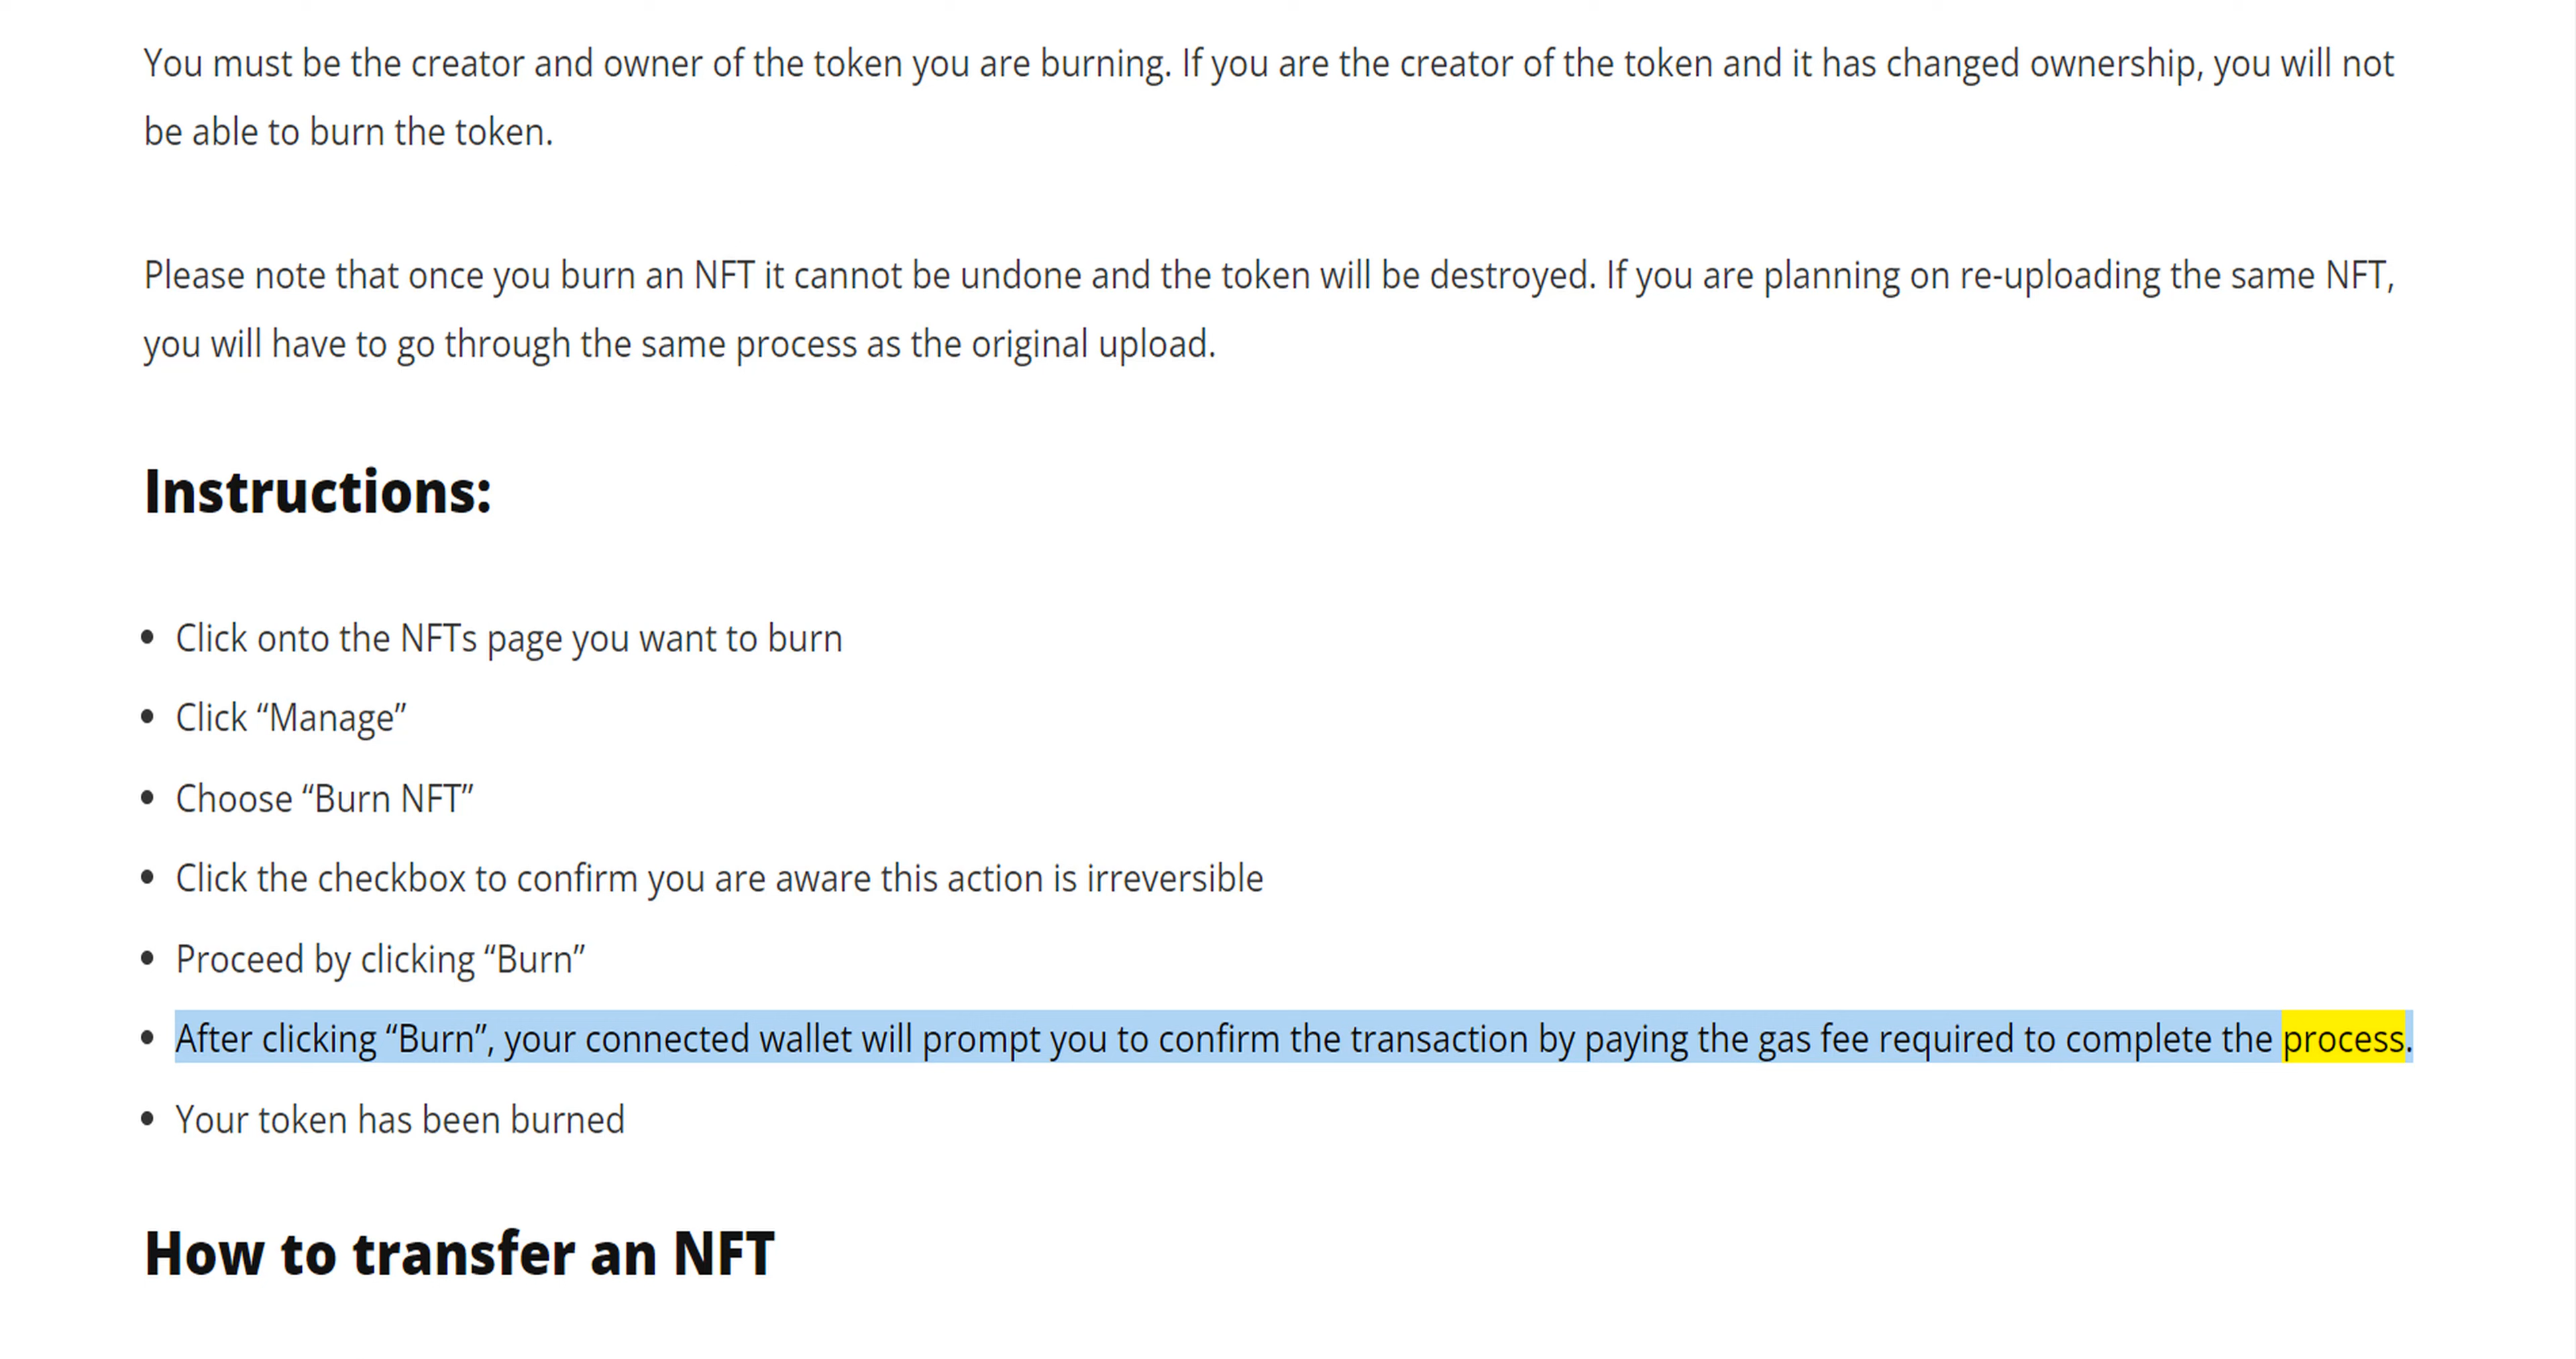 You must be the creator and owner of the token you are burning. If you are the creator of the token and it has changed ownership, you will not
be able to burn the token.
Please note that once you burn an NFT it cannot be undone and the token will be destroyed. If you are planning on re-uploading the same NFT,
you will have to go through the same process as the original upload.
Instructions:
• Click onto the NFTs page you want to burn
• Click “Manage”
• Choose “Burn NFT”
• Click the checkbox to confirm you are aware this action is irreversible
• Proceed by clicking “Burn”
• After clicking “Burn”, your connected wallet will prompt you to confirm the transaction by paying the gas fee required to complete the process.
• Your token has been burned
How to transfer an NFT